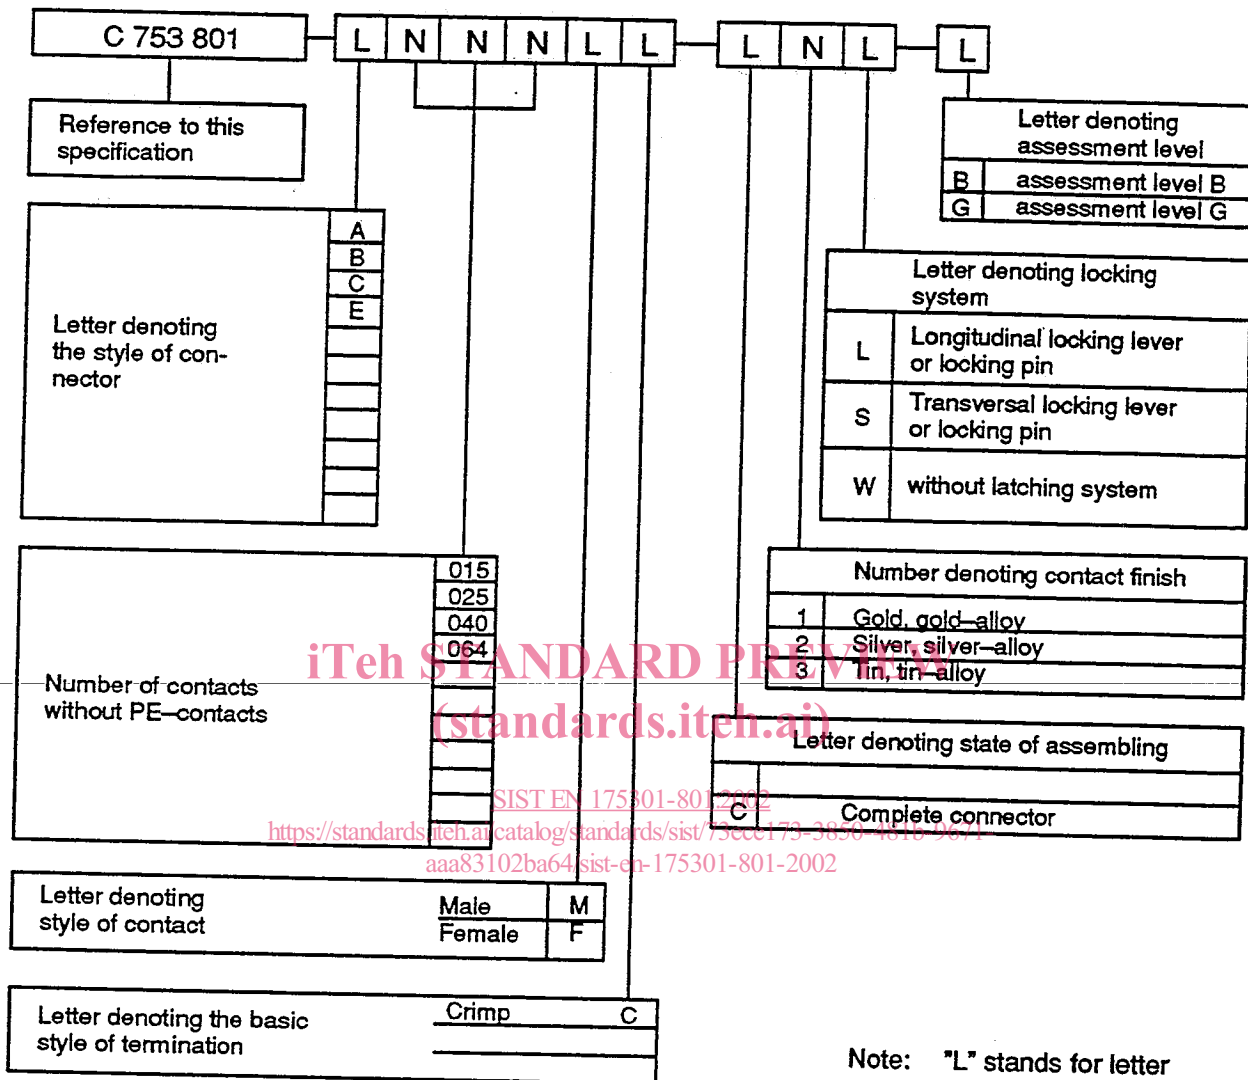 C 753 801 L N N N L L L N L L
Reference to this
specification
Letter denoting
assessment level
B assessment level B
G assessment level G
Letter denoting
the style of con-
nector
A
B
C
E
Letter denoting locking
system
L Longitudinal locking lever
or locking pin
S Transversal locking lever
or locking pin
W without latching system
Number of contacts
without PE-contacts
015
025
040
064
Number denoting contact finish
1 Gold, gold-alloy
2 Silver, silver-alloy
3 Tin, tin-alloy
iTeh STANDARD PREVIEW
(standards.iteh.ai)
Letter denoting state of assembling
C Complete connector
SIST EN 175301-801:2002
https://standards.iteh.ai/catalog/standards/sist/73ece173-3850-481b-9671-
aaa83102ba64/sist-en-175301-801-2002
Letter denoting
style of contact
Male M
Female F
Letter denoting the basic
style of termination
Crimp C
Note: "L" stands for letter